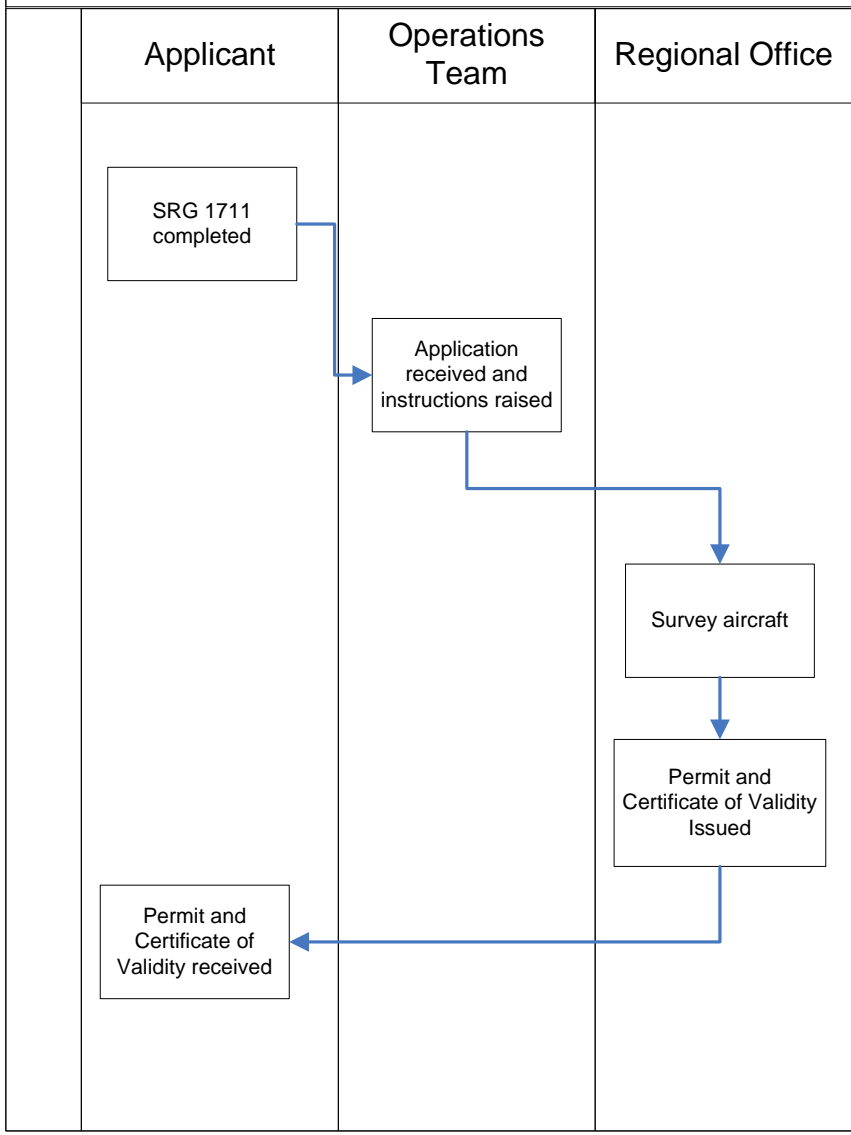 Applicant
Operations
Team
Regional Office
SRG 1711
completed
Application
received and
instructions raised
Survey aircraft
Permit and
Certificate of Validity
Issued
Permit and
Certificate of
Validity received